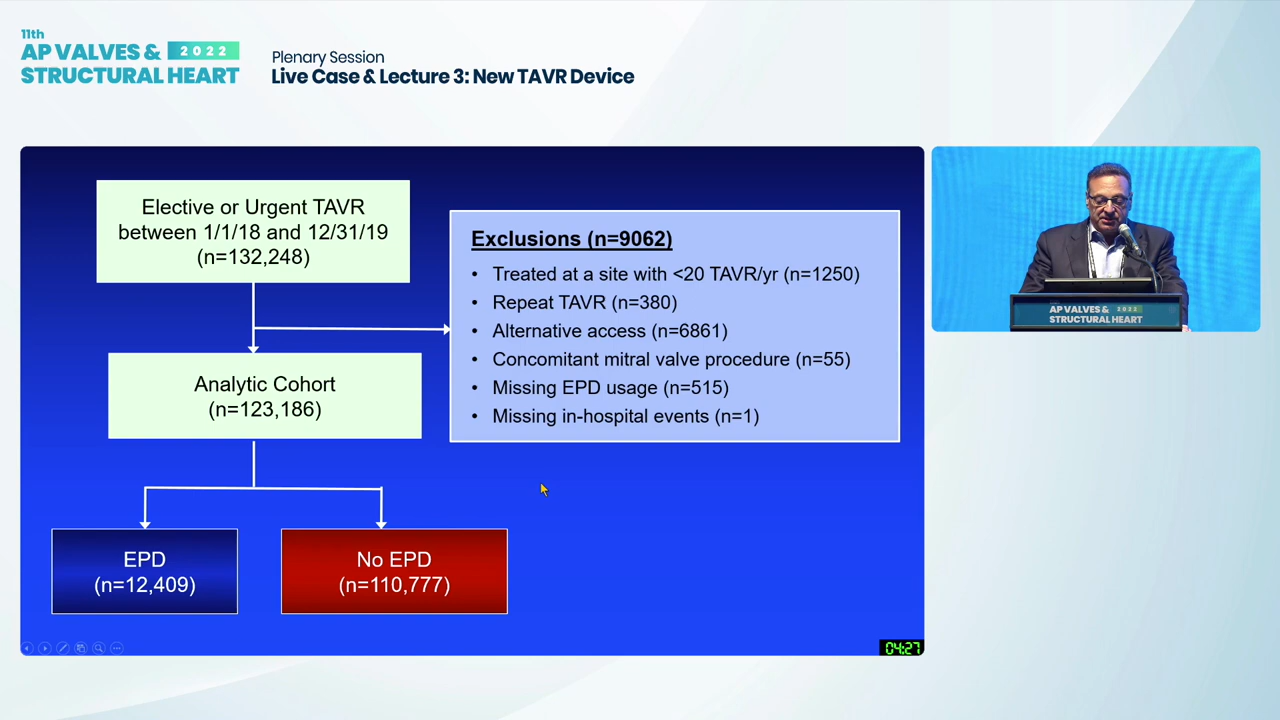 11th
AP VALVES & 2022
STRUCTURAL HEART
Plenary Session
Live Case & Lecture 3: New TAVR Device
Elective or Urgent TAVR
between 1/1/18 and 12/31/19
(n=132,248)
Exclusions (n=9062)
• Treated at a site with <20 TAVR/yr (n=1250)
• Repeat TAVR (n=380)
• Alternative access (n=6861)
• Concomitant mitral valve procedure (n=55)
• Missing EPD usage (n=515)
• Missing in-hospital events (n=1)
Analytic Cohort
(n=123,186)
EPD
(n=12,409)
No EPD
(n=110,777)
04:27
AP VALVES & 2022
STRUCTURAL HEART